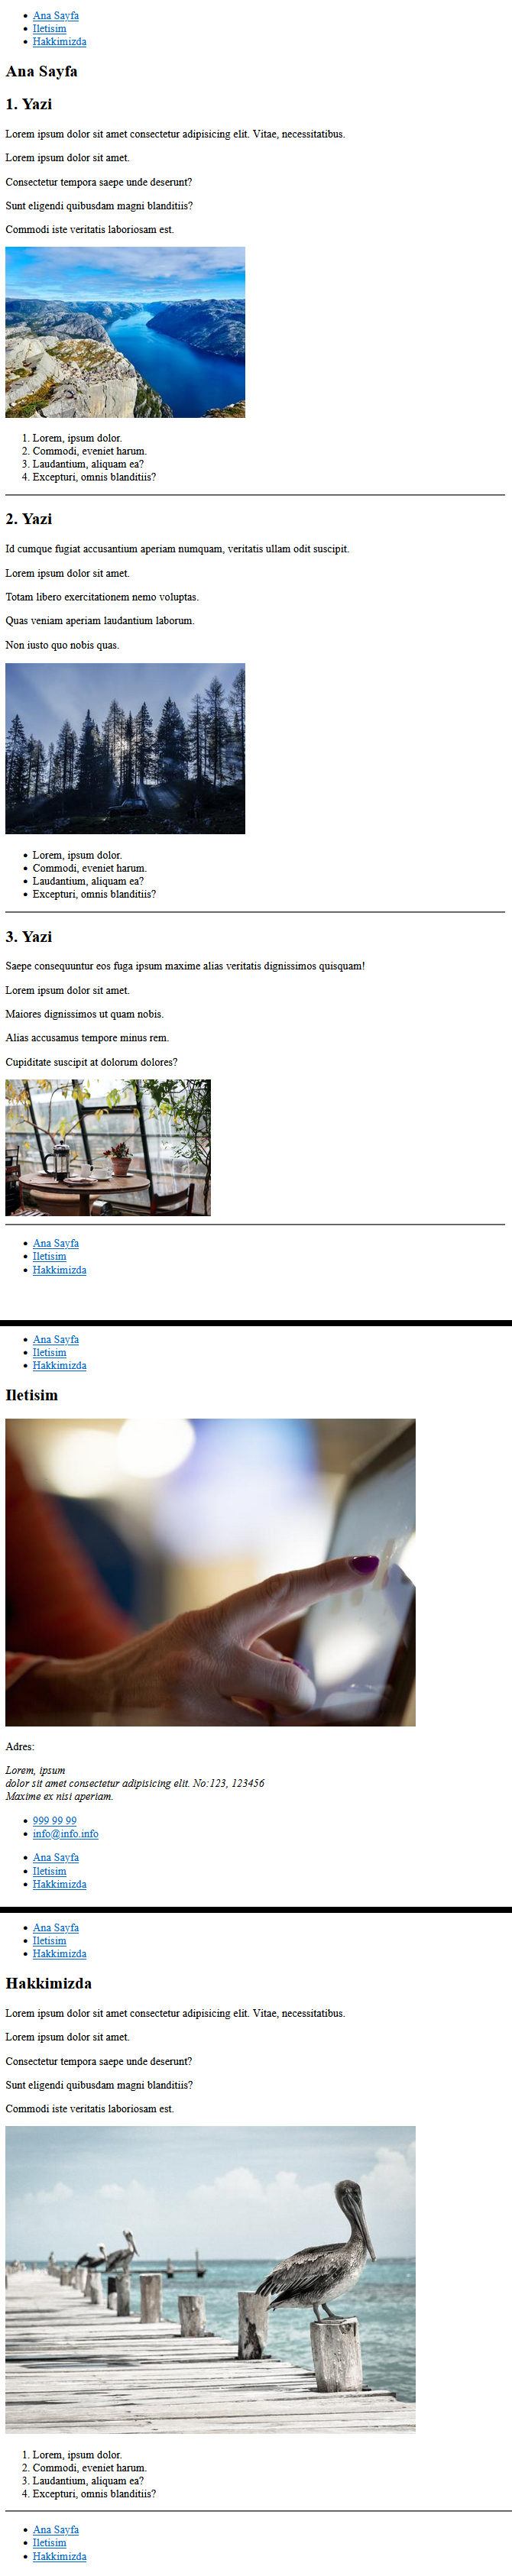 Ana Sayfa
Iletisim
Hakkimizda
Ana Sayfa
1. Yazi
Lorem ipsum dolor sit amet consectetur adipisicing elit. Vitae, necessitatibus.
Lorem ipsum dolor sit amet.
Consectetur tempora saepe unde deserunt?
Sunt eligendi quibusdam magni blanditiis?
Commodi iste veritatis laboriosam est.
1. Lorem, ipsum dolor.
2. Commodi, eveniet harum.
3. Laudantium, aliquam ea?
4. Excepturi, omnis blanditiis?
2. Yazi
Id cumque fugiat accusantium aperiam numquam, veritatis ullam odit suscipit.
Lorem ipsum dolor sit amet.
Totam libero exercitationem nemo voluptas.
Quas veniam aperiam laudantium laborum.
Non iusto quo nobis quas.
Lorem, ipsum dolor.
Commodi, eveniet harum.
Laudantium, aliquam ea?
Excepturi, omnis blanditiis?
3. Yazi
Saepe consequuntur eos fuga ipsum maxime alias veritatis dignissimos quisquam!
Lorem ipsum dolor sit amet.
Maiores dignissimos ut quam nobis.
Alias accusamus tempore minus rem.
Cupiditate suscipit at dolorum dolores?
Ana Sayfa
Iletisim
Hakkimizda
Ana Sayfa
Iletisim
Hakkimizda
Iletisim
Adres:
Lorem, ipsum
dolor sit amet consectetur adipisicing elit. No:123, 123456
Maxime ex nisi aperiam.
999 99 99
info@info.info
Ana Sayfa
Iletisim
Hakkimizda
Ana Sayfa
Iletisim
Hakkimizda
Hakkimizda
Lorem ipsum dolor sit amet consectetur adipisicing elit. Vitae, necessitatibus.
Lorem ipsum dolor sit amet.
Consectetur tempora saepe unde deserunt?
Sunt eligendi quibusdam magni blanditiis?
Commodi iste veritatis laboriosam est.
1. Lorem, ipsum dolor.
2. Commodi, eveniet harum.
3. Laudantium, aliquam ea?
4. Excepturi, omnis blanditiis?
Ana Sayfa
Iletisim
Hakkimizda